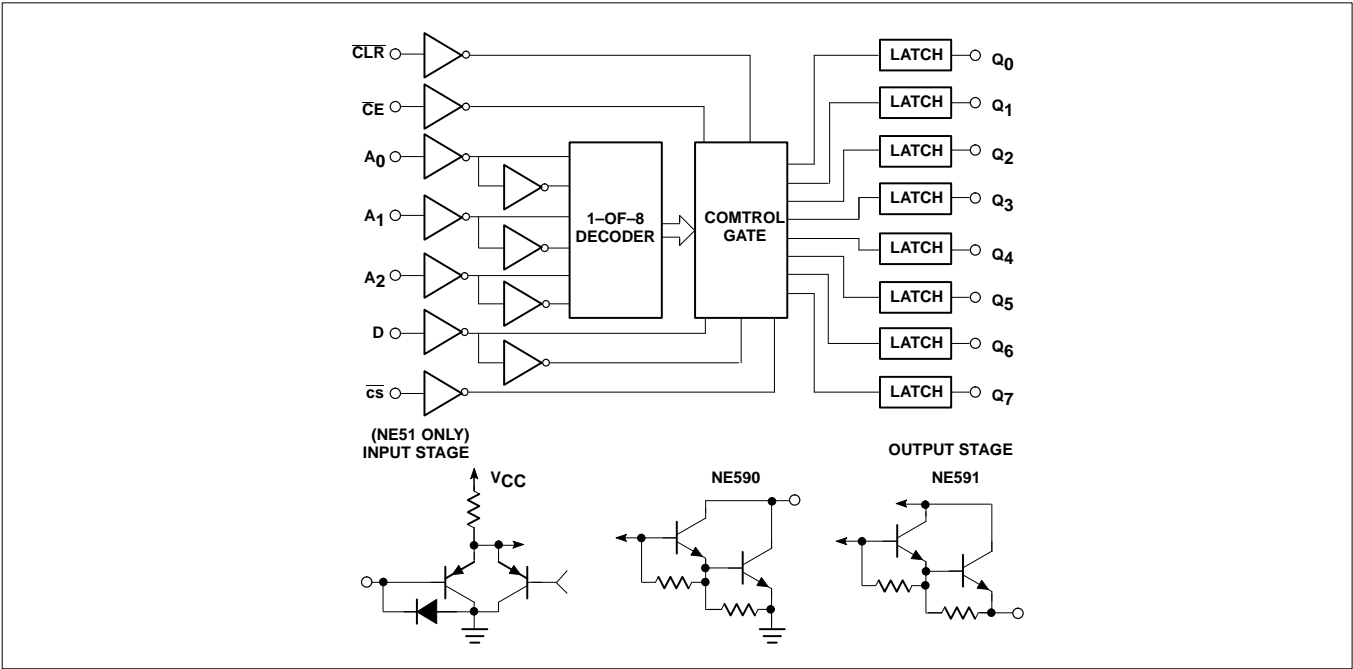 CLR
CE
A0
A1
A2
D
cs
(NE51 ONLY)
1–OF–8
DECODER
COMTROL
GATE
LATCH Q0
LATCH Q1
LATCH Q2
LATCH Q3
LATCH Q4
LATCH Q5
LATCH Q6
LATCH Q7
INPUT STAGE
VCC
NE590
OUTPUT STAGE
NE591